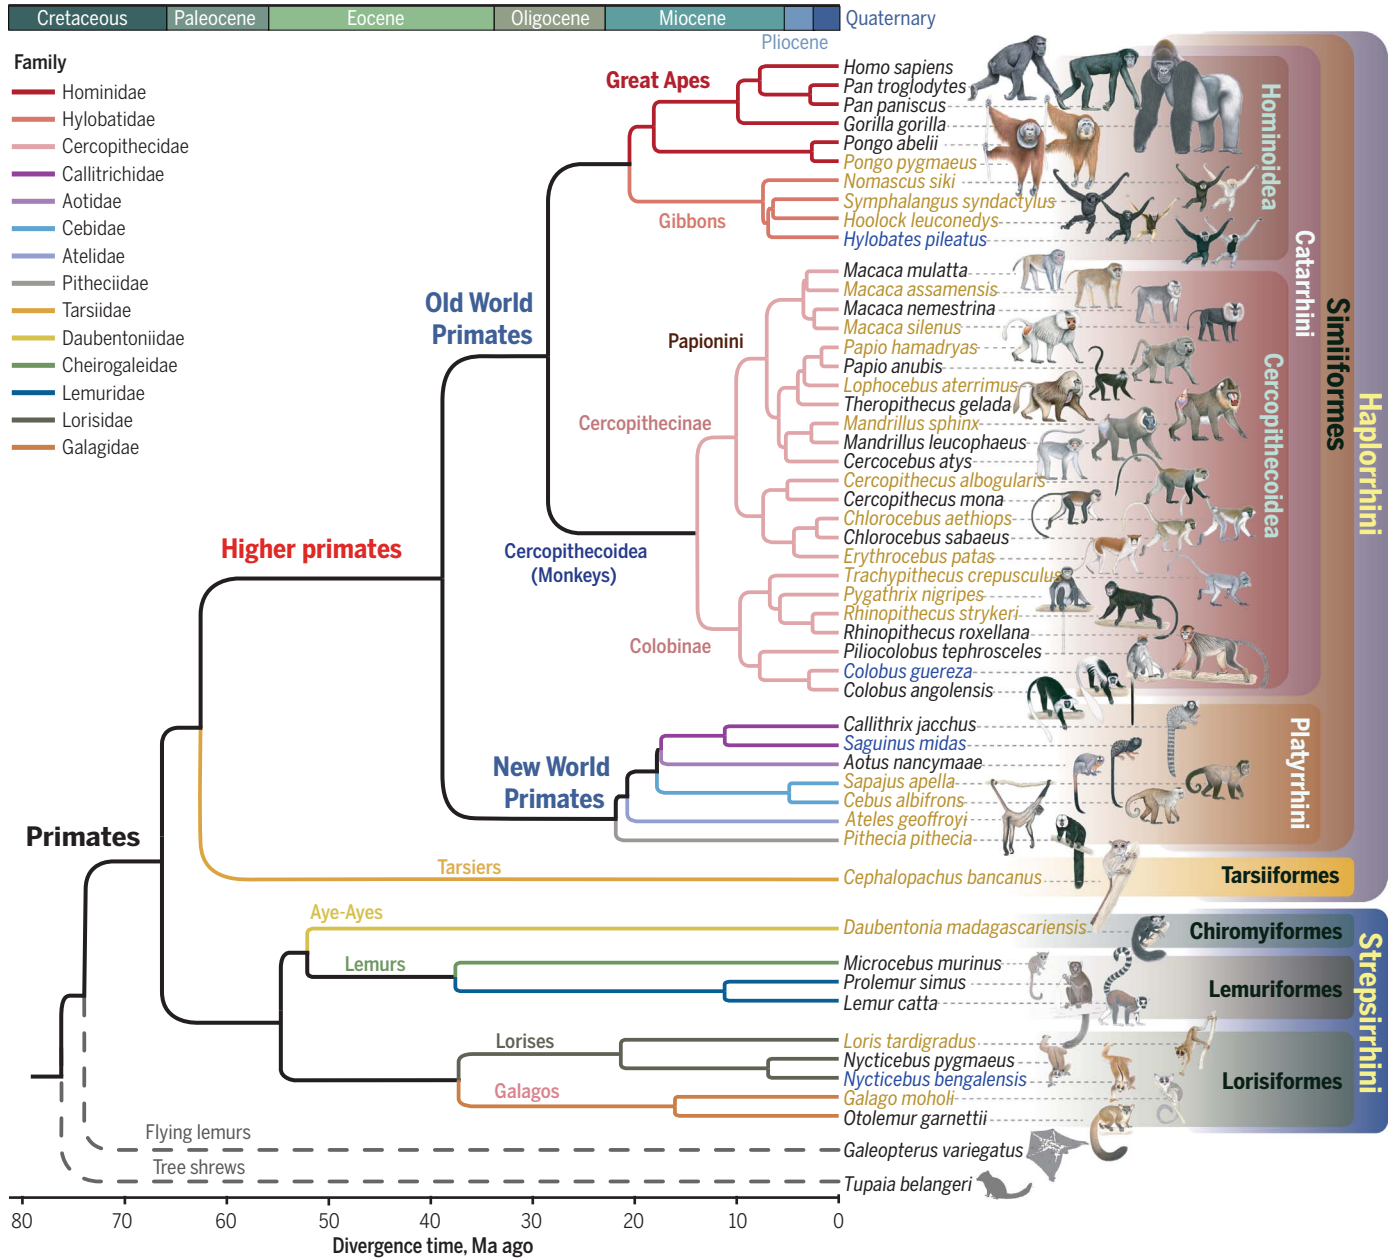 Cretaceous
Paleocene
Eocene
Oligocene
Miocene
Quaternary
Pliocene
Family
Hominidae
Hylobatidae
Cercopithecidae
Callitrichidae
Aotidae
Cebidae
Atelidae
Pitheciidae
Tarsiidae
Daubentoniidae
Cheirogaleidae
Lemuridae
Lorisidae
Galagidae
Great Apes
Gibbons
Old World
Primates
Papionini
Cercopithecinae
Higher primates
Cercopithecoidea
(Monkeys)
Colobinae
New World
Primates
Primates
Tarsiers
Aye-Ayes
Lemurs
Lorises
Galagos
Flying lemurs
Tree shrews
Homo sapiens
Pan troglodytes
Pan paniscus
Gorilla gorilla
Pongo abelii
Pongo pygmaeus
Nomascus siki
Symphalangus syndactylus
Hoolock leuconedys
Hylobates pileatus
Macaca mulatta
Macaca assamensis
Macaca nemestrina
Macaca silenus
Papio hamadryas
Papio anubis
Lophocebus aterrimus
Theropithecus gelada
Mandrillus sphinx
Mandrillus leucophaeus
Cercocebus atys
Cercopithecus albogularis
Cercopithecus mona
Chlorocebus aethiops
Chlorocebus sabaeus
Erythrocebus patas
Trachypithecus crepusculus
Pygathrix nigripes
Rhinopithecus strykeri
Rhinopithecus roxellana
Piliocolobus tephrosceles
Colobus guereza
Colobus angolensis
Callithrix jacchus
Saguinus midas
Aotus nancymaae
Sapajus apella
Cebus albifrons
Ateles geoffroyi
Pithecia pithecia
Cephalopachus bancanus
Daubentonia madagascariensis
Microcebus murinus
Prolemur simus
Lemur catta
Loris tardigradus
Nycticebus pygmaeus
Nycticebus bengalensis
Galago moholi
Otolemur garnettii
Galeopterus variegatus
Tupaia belangeri
Hominoidea
Catarrhini
Cercopithecoidea
Simiiformes
Haplorrhini
Platyrrhini
Tarsiiformes
Chiromyiformes
Lemuriformes
Lorisiformes
Strepsirrhini
80 70 60 50 40 30 20 10 0
Divergence time, Ma ago